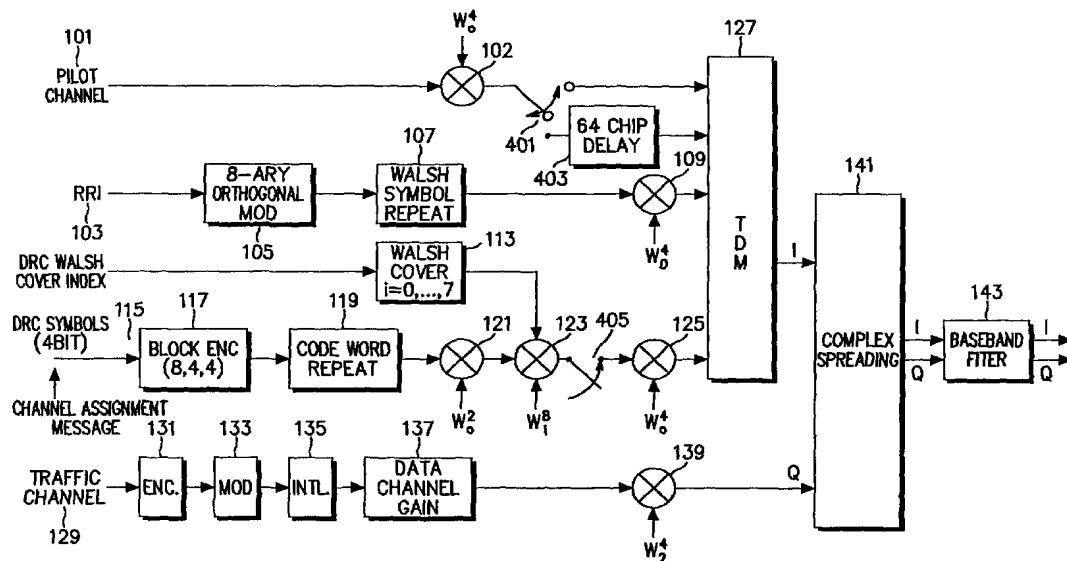 101
PILOT
CHANNEL
W₀⁴
102
401
64 CHIP
DELAY
403
127
TDM
RRI
103
8-ARY
ORTHOGONAL
MOD
105
107
WALSH
SYMBOL
REPEAT
109
W₀⁴
DRC WALSH
COVER INDEX
113
WALSH
COVER
i=0,...,7
DRC SYMBOLS
(4BIT)
115
CHANNEL ASSIGNMENT
MESSAGE
117
BLOCK ENC
(8,4,4)
119
CODE WORD
REPEAT
121
W₀²
123
W₁⁸
405
125
W₀⁴
TRAFFIC
CHANNEL
129
131
ENC.
133
MOD
135
INTL.
137
DATA
CHANNEL
GAIN
139
W₂⁴
I
Q
141
COMPLEX
SPREADING
I
Q
143
BASEBAND
FITER
I
Q